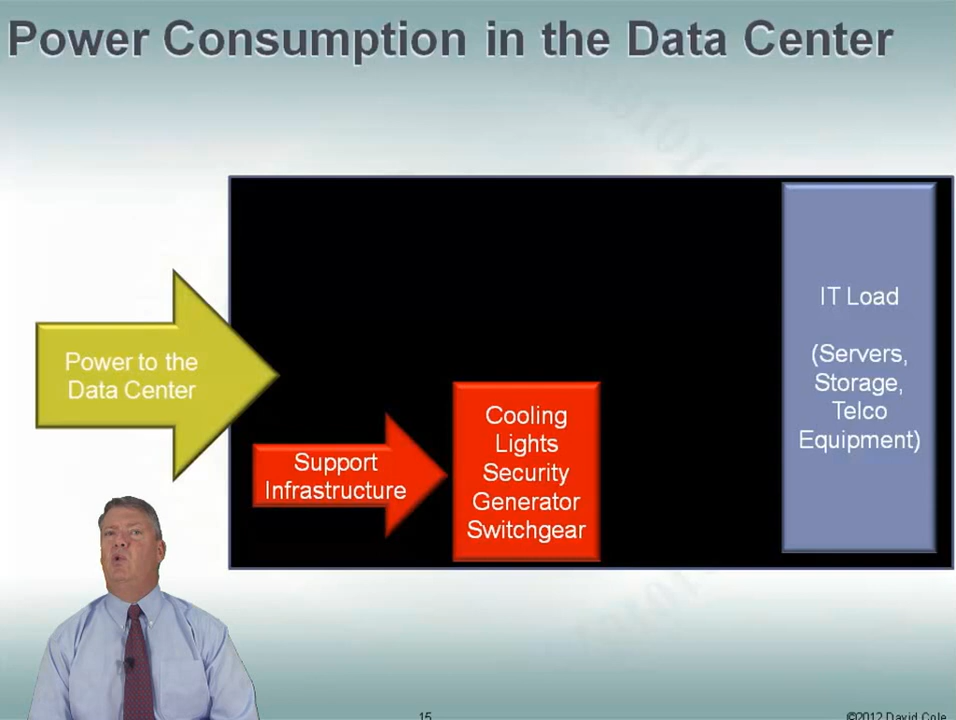 Power Consumption in the Data Center
Power to the
Data Center
Support
Infrastructure
Cooling
Lights
Security
Generator
Switchgear
IT Load
(Servers,
Storage,
Telco
Equipment)
15
©2012 David Cole